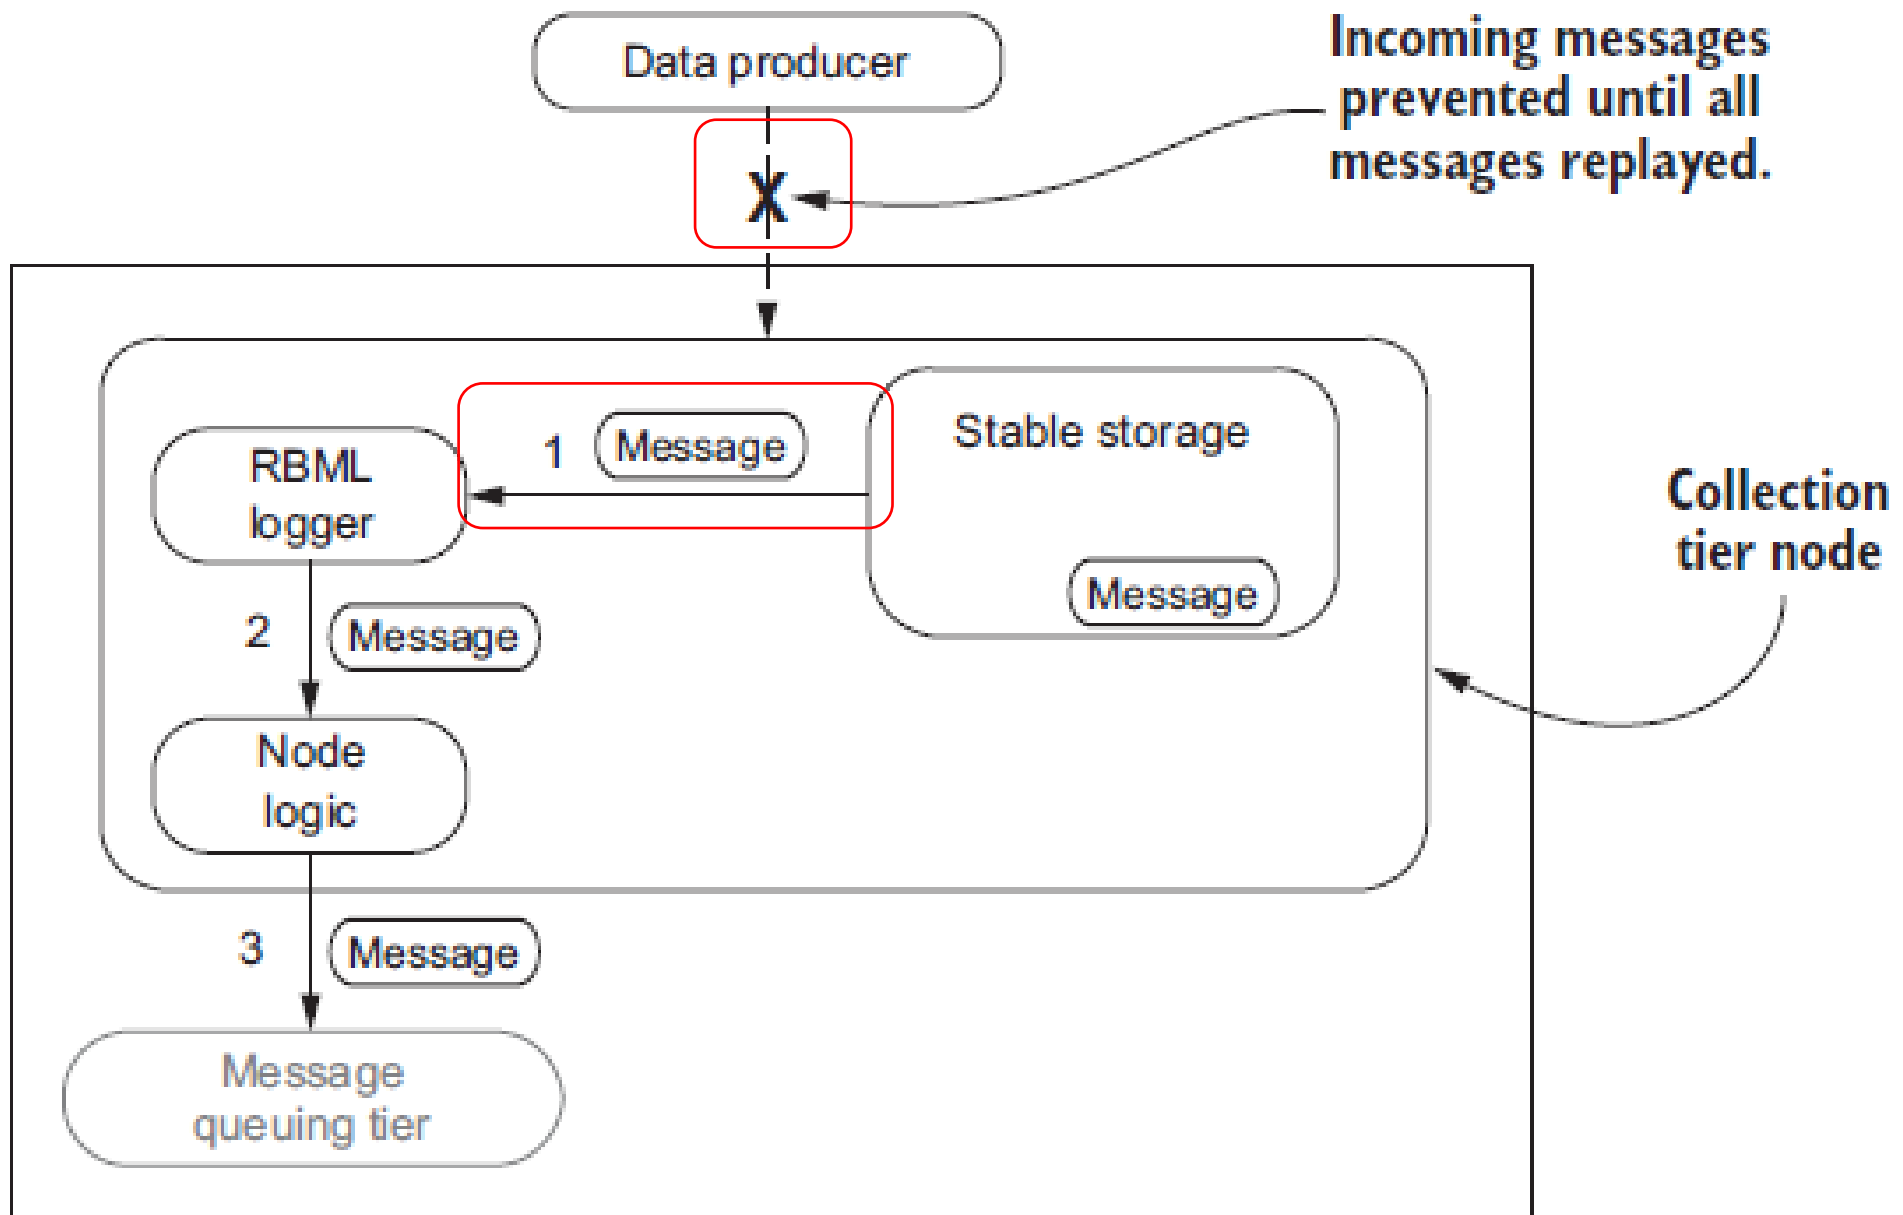 Data producer
Incoming messages
prevented until all
messages replayed.
X
1
Message
Stable storage
RBML
logger
Message
Collection
tier node
2
Message
Node
logic
3
Message
Message
queuing tier